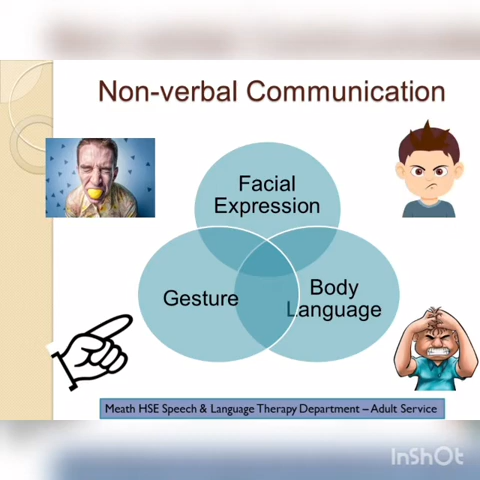 Non-verbal Communication
Facial
Expression
Gesture
Body
Language
Meath HSE Speech & Language Therapy Department – Adult Service
InShOt